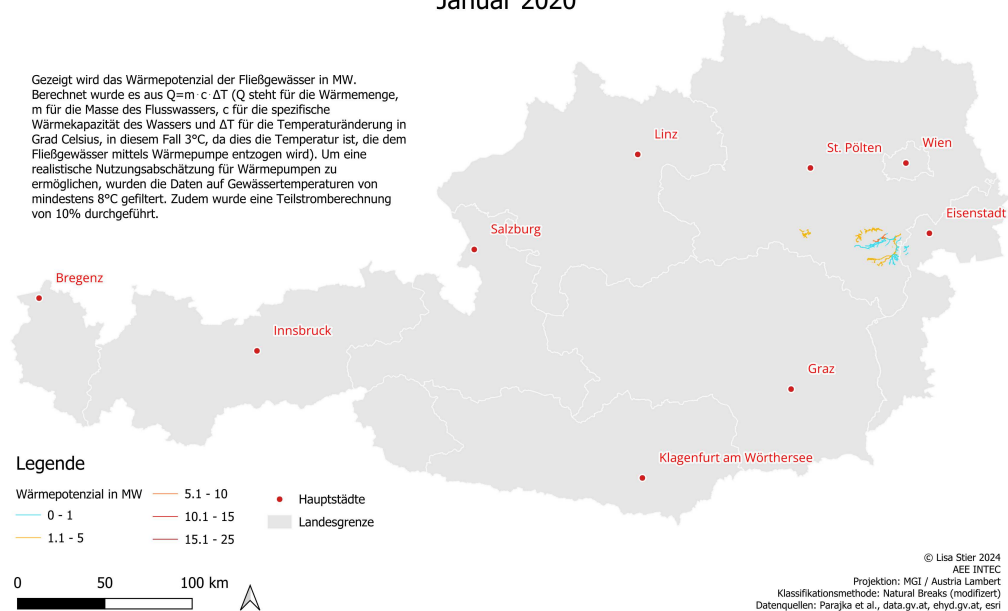 Januar 2020
Gezeigt wird das Wärmepotenzial der Fließgewässer in MW.
Berechnet wurde es aus Q=m·c·ΔT (Q steht für die Wärmemenge,
m für die Masse des Flusswassers, c für die spezifische
Wärmekapazität des Wassers und ΔT für die Temperaturänderung in
Grad Celsius, in diesem Fall 3°C, da dies die Temperatur ist, die dem
Fließgewässer mittels Wärmepumpe entzogen wird). Um eine
realistische Nutzungsabschätzung für Wärmepumpen zu
ermöglichen, wurden die Daten auf Gewässertemperaturen von
mindestens 8°C gefiltert. Zudem wurde eine Teilstromberechnung
von 10% durchgeführt.
Linz
St. Pölten
Wien
Eisenstadt
Salzburg
Bregenz
Innsbruck
Graz
Klagenfurt am Wörthersee
Legende
Wärmepotenzial in MW
0 - 1
1.1 - 5
5.1 - 10
10.1 - 15
15.1 - 25
Hauptstädte
Landesgrenze
0 50 100 km
© Lisa Stier 2024
AEE INTEC
Projektion: MGI / Austria Lambert
Klassifikationsmethode: Natural Breaks (modifizert)
Datenquellen: Parajka et al., data.gv.at, ehyd.gv.at, esri